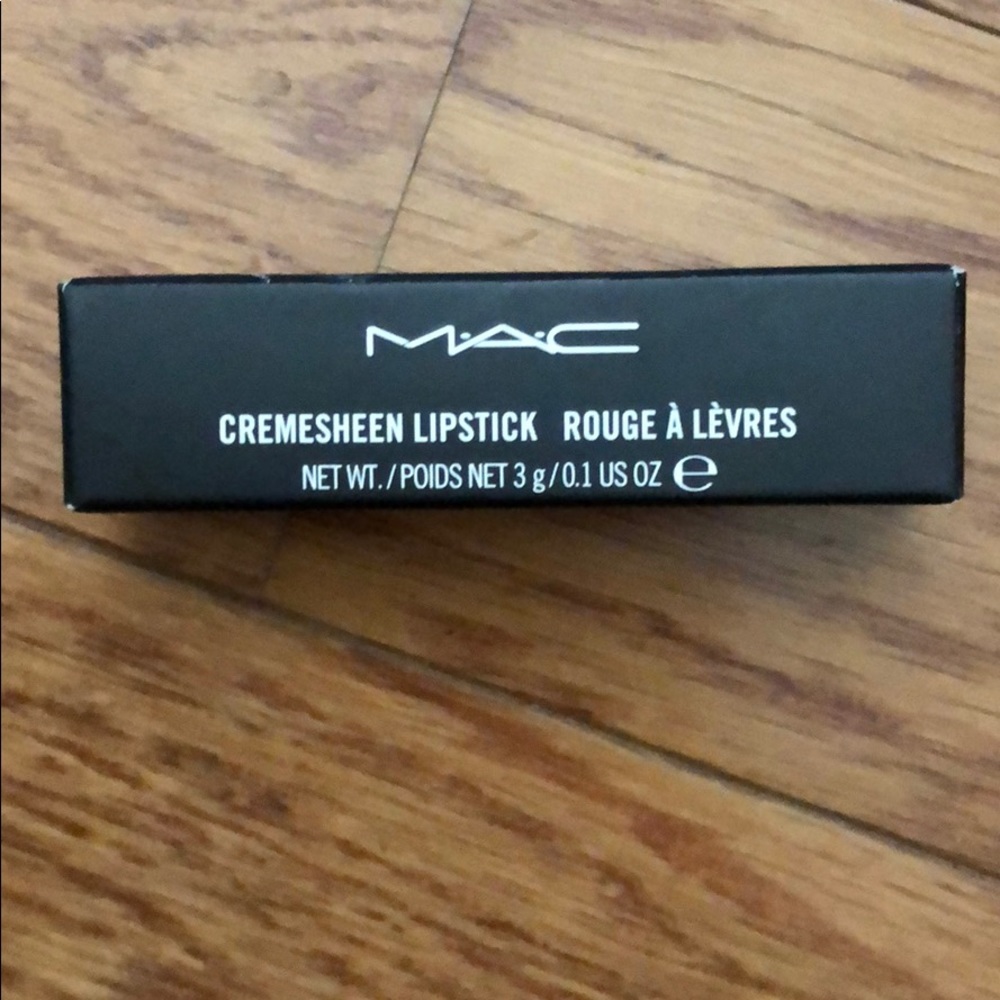 M·A·C
CREMESHEEN LIPSTICK ROUGE À LÈVRES
NET WT./POIDS NET 3 g/0.1 US OZ ℮